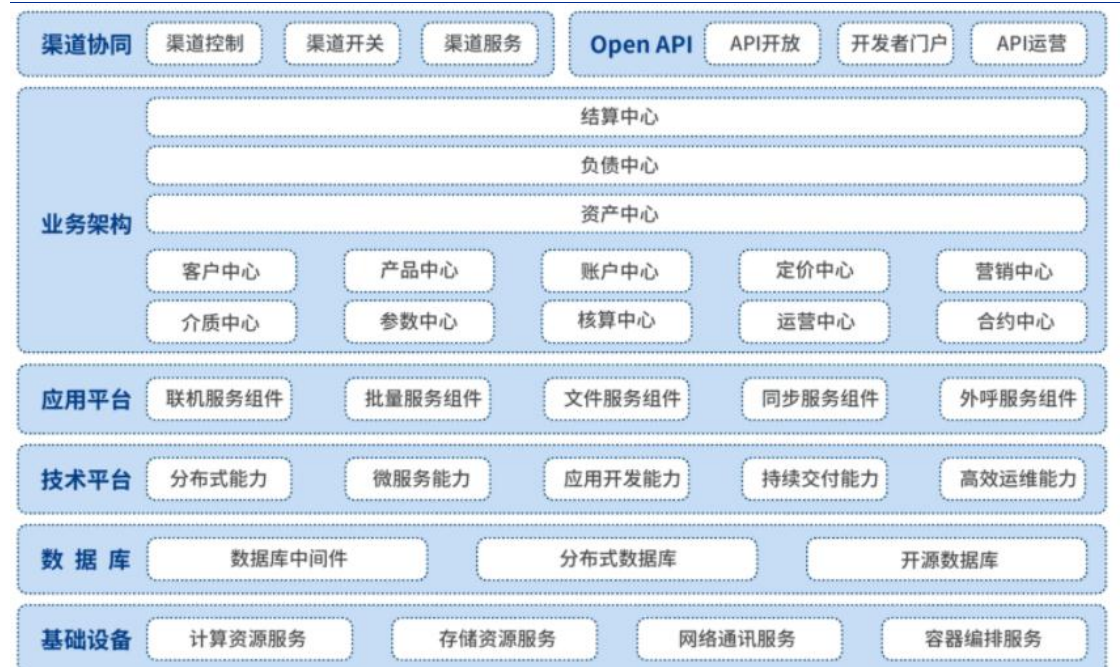 渠道协同 渠道控制 渠道开关 渠道服务 Open API API开放 开发者门户 API运营
结算中心
负债中心
资产中心
业务架构
客户中心 产品中心 账户中心 定价中心 营销中心
介质中心 参数中心 核算中心 运营中心 合约中心
应用平台 联机服务组件 批量服务组件 文件服务组件 同步服务组件 外呼服务组件
技术平台 分布式能力 微服务能力 应用开发能力 持续交付能力 高效运维能力
数据库 数据库中间件 分布式数据库 开源数据库
基础设备 计算资源服务 存储资源服务 网络通讯服务 容器编排服务